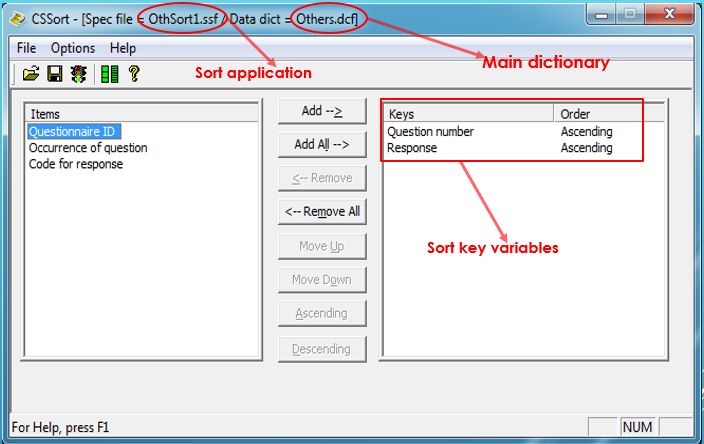 CSSort - [Spec file = OthSort1.ssf / Data dict = Others.dcf]
File Options Help
Sort application
Main dictionary
Items
Questionnaire ID
Occurrence of question
Code for response
Add -->
Add All -->
<-- Remove
<-- Remove All
Move Up
Move Down
Ascending
Descending
Keys Order
Question number Ascending
Response Ascending
Sort key variables
For Help, press F1
NUM